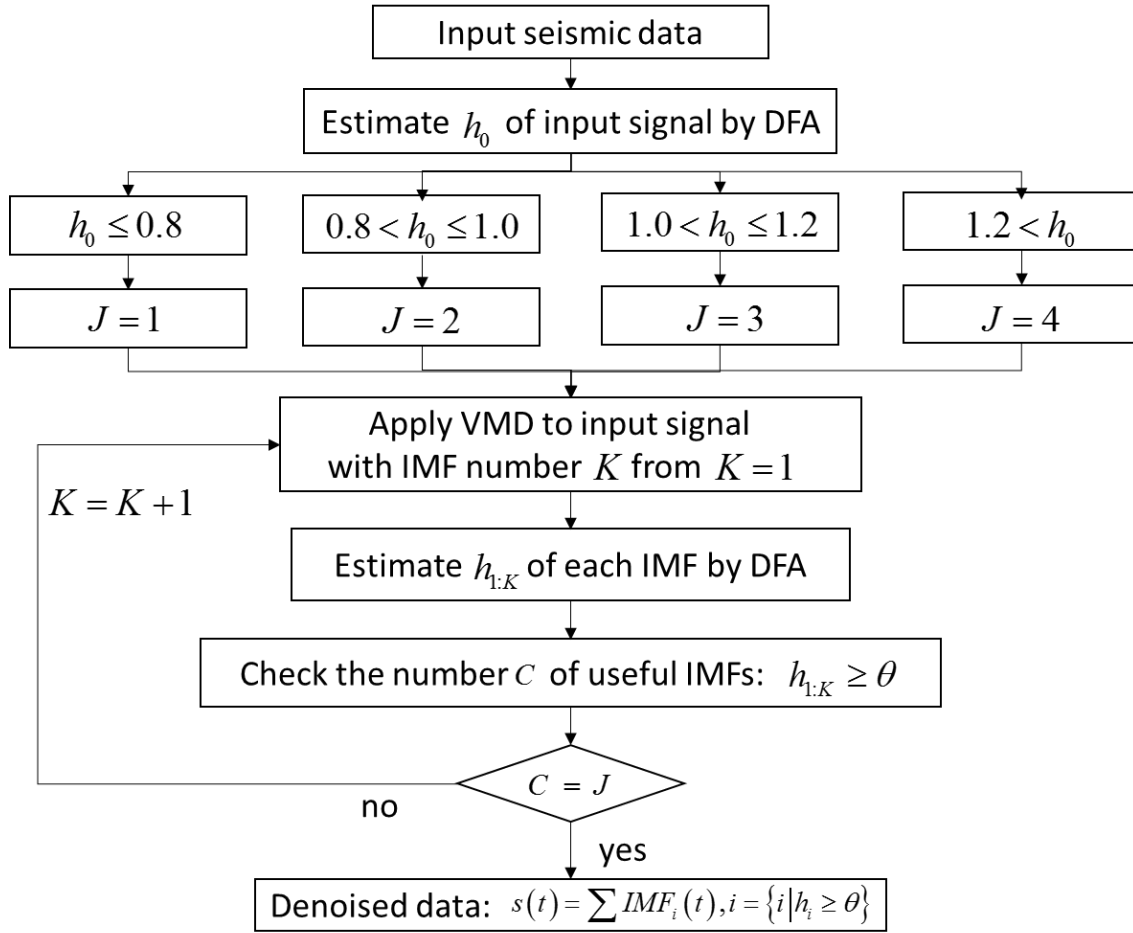 Input seismic data
Estimate h₀ of input signal by DFA
h₀ ≤ 0.8
0.8 < h₀ ≤ 1.0
1.0 < h₀ ≤ 1.2
1.2 < h₀
J = 1
J = 2
J = 3
J = 4
Apply VMD to input signal
with IMF number K from K = 1
K = K + 1
Estimate h₁:K of each IMF by DFA
Check the number C of useful IMFs: h₁:K ≥ θ
C = J
no
yes
Denoised data: s(t) = ∑ IMFᵢ(t), i = {i|hᵢ ≥ θ}